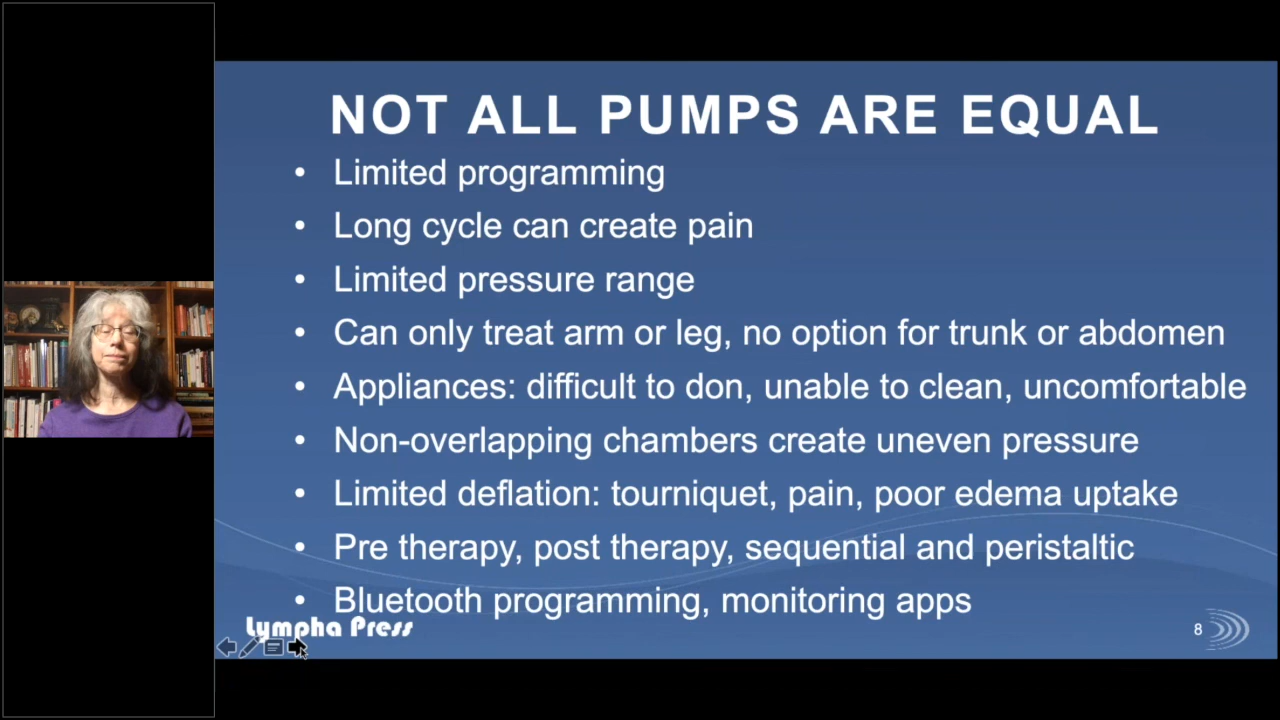 NOT ALL PUMPS ARE EQUAL
• Limited programming
• Long cycle can create pain
• Limited pressure range
• Can only treat arm or leg, no option for trunk or abdomen
• Appliances: difficult to don, unable to clean, uncomfortable
• Non-overlapping chambers create uneven pressure
• Limited deflation: tourniquet, pain, poor edema uptake
• Pre therapy, post therapy, sequential and peristaltic
• Bluetooth programming, monitoring apps
Lympha Press
8